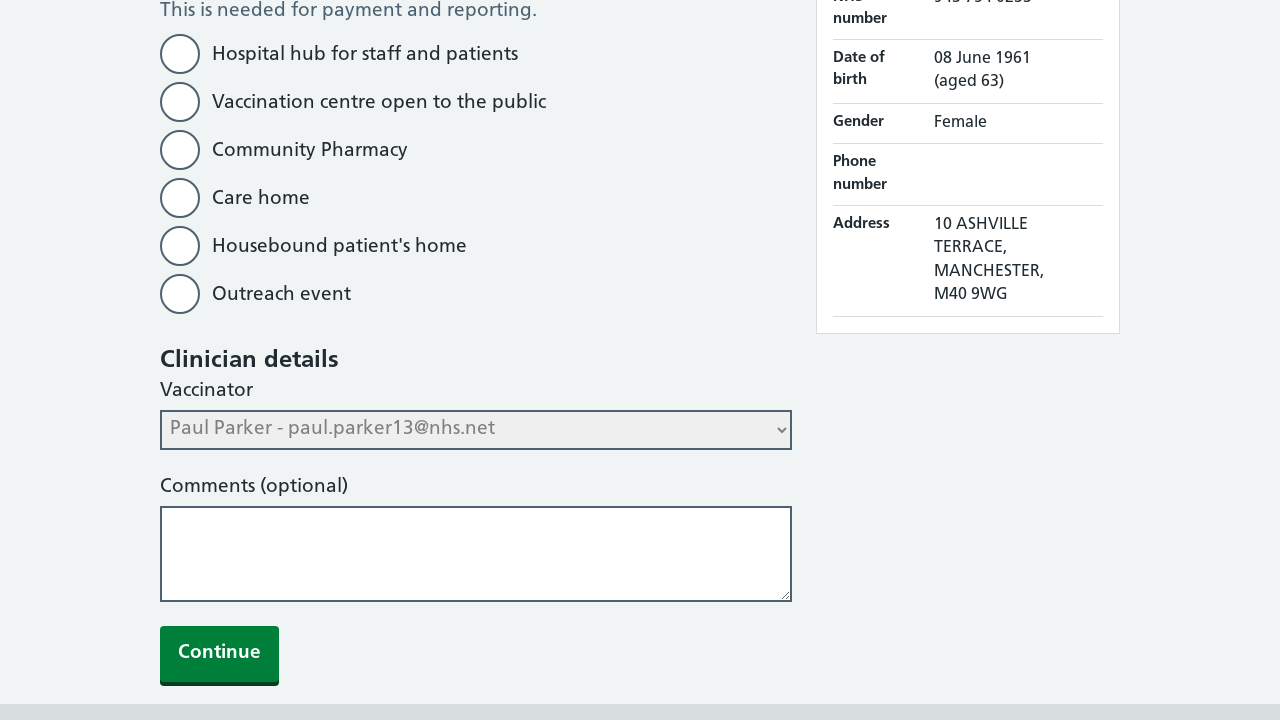 This is needed for payment and reporting.
Hospital hub for staff and patients
Vaccination centre open to the public
Community Pharmacy
Care home
Housebound patient's home
Outreach event
Clinician details
Vaccinator
Paul Parker - paul.parker13@nhs.net
Comments (optional)
Continue
number
Date of birth
08 June 1961
(aged 63)
Gender
Female
Phone
number
Address
10 ASHVILLE
TERRACE,
MANCHESTER,
M40 9WG